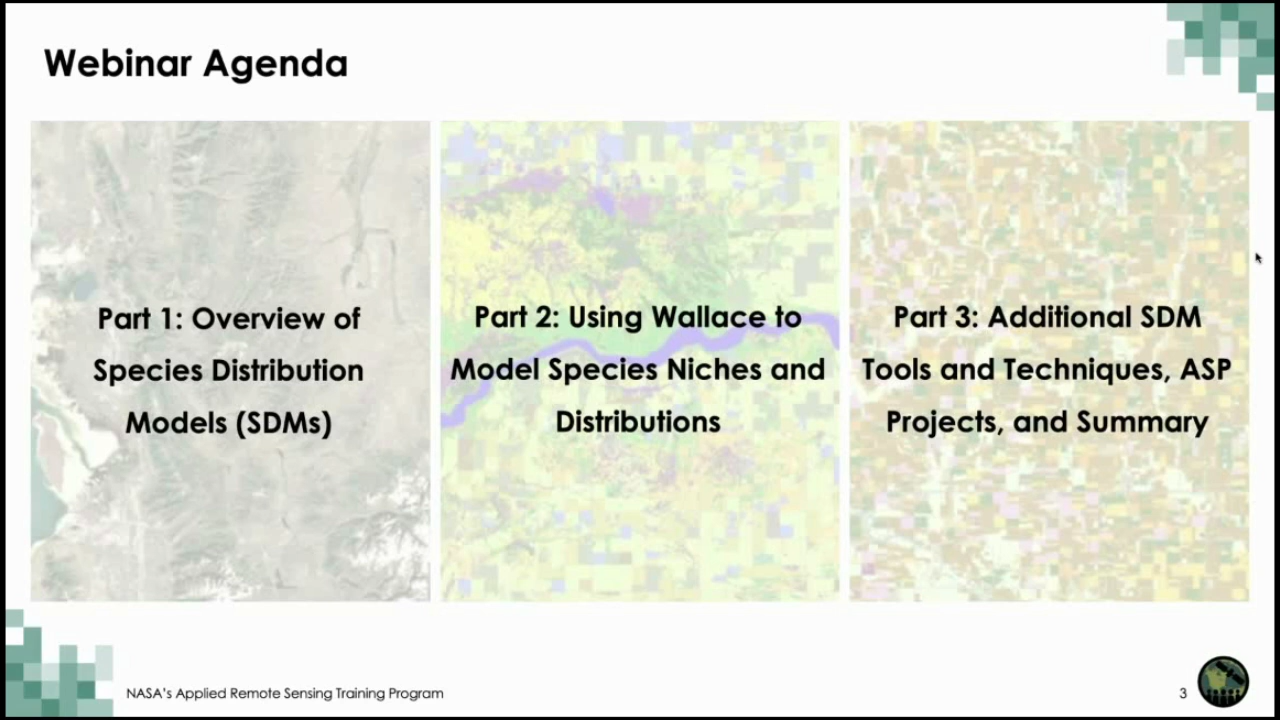 Webinar Agenda
Part 1: Overview of
Species Distribution
Models (SDMs)
Part 2: Using Wallace to
Model Species Niches and
Distributions
Part 3: Additional SDM
Tools and Techniques, ASP
Projects, and Summary
NASA's Applied Remote Sensing Training Program
3